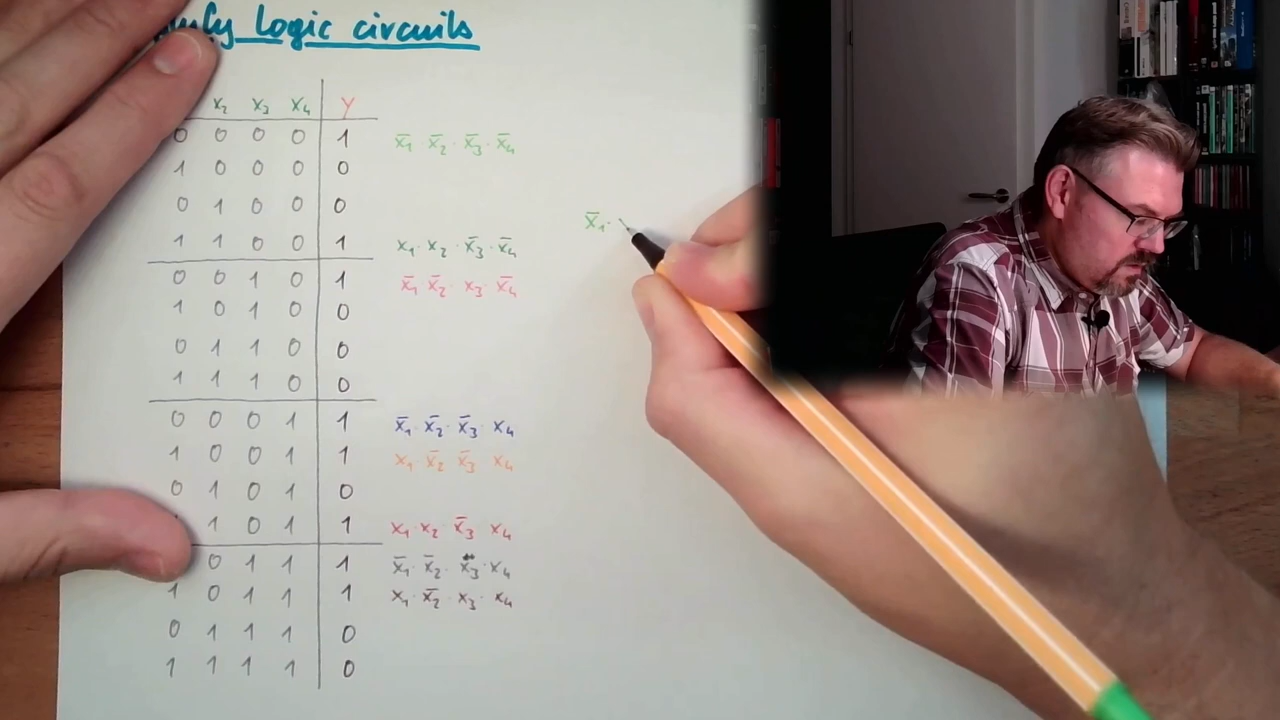 Logic circuits
x₂ x₃ x₄ Y
0 0 0 0 1 x̄₁ · x̄₂ · x̄₃ · x̄₄
1 0 0 0 0
0 1 0 0 0
1 1 0 0 1 x₁ · x₂ · x̄₃ · x̄₄
0 0 1 0 1 x̄₁ · x̄₂ · x₃ · x̄₄
1 0 1 0 0
0 1 1 0 0
1 1 1 0 0
0 0 0 1 1 x̄₁ · x̄₂ · x̄₃ · x₄
1 0 0 1 1 x₁ · x̄₂ · x̄₃ · x₄
0 1 0 1 0
1 0 1 1 x₁ · x₂ · x̄₃ · x₄
0 1 1 1 x̄₁ · x̄₂ · x₃ · x₄
1 0 1 1 1 x₁ · x̄₂ · x₃ · x₄
0 1 1 1 0
1 1 1 1 0
x̄₁ ·